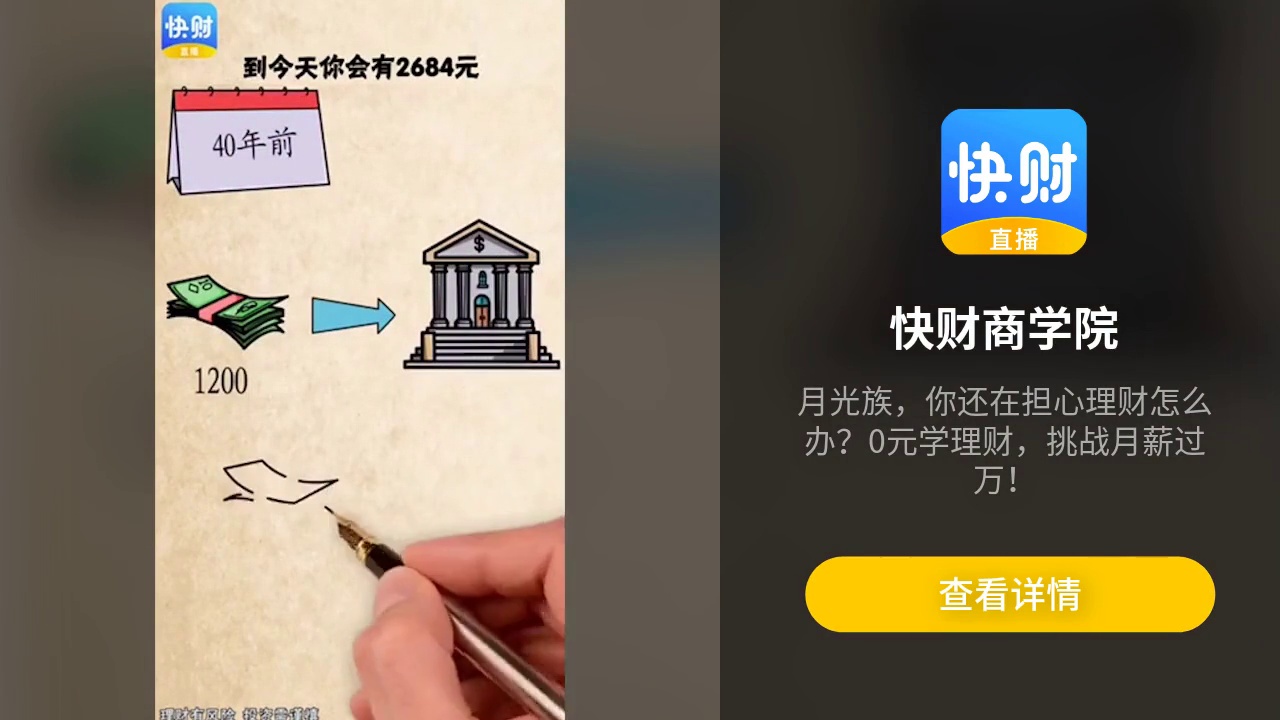 快财
直播
到今天你会有2684元
40年前
$
1200
理财有风险 投资需谨慎
快财
直播
快财商学院
月光族，你还在担心理财怎么
办？0元学理财，挑战月薪过
万！
查看详情